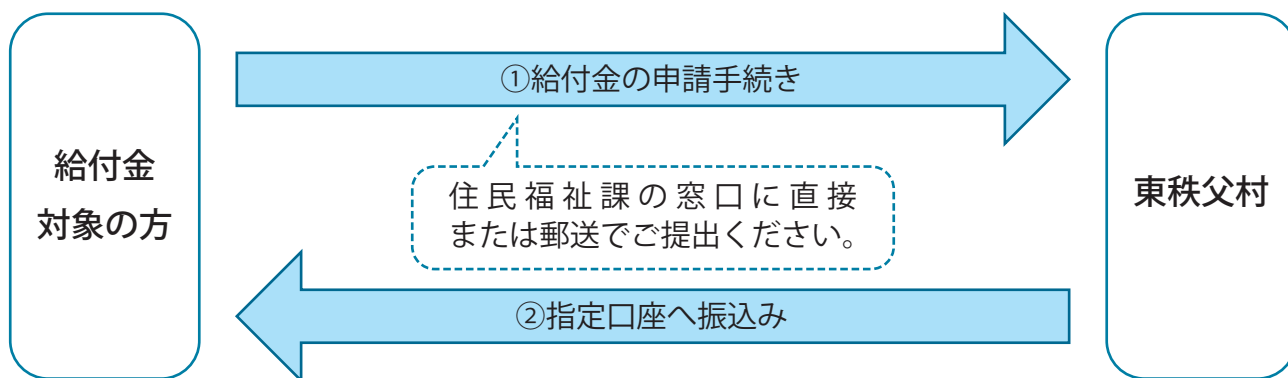 給付金
対象の方
①給付金の申請手続き
住民福祉課の窓口に直接
または郵送でご提出ください。
②指定口座へ振込み
東秩父村